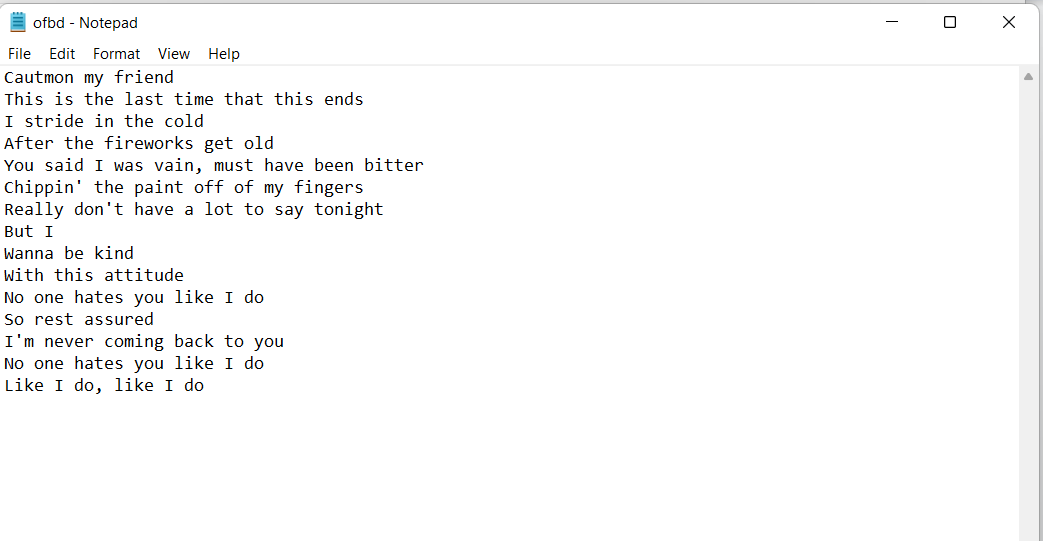 ofbd - Notepad
File Edit Format View Help
Cautmon my friend
This is the last time that this ends
I stride in the cold
After the fireworks get old
You said I was vain, must have been bitter
Chippin' the paint off of my fingers
Really don't have a lot to say tonight
But I
Wanna be kind
With this attitude
No one hates you like I do
So rest assured
I'm never coming back to you
No one hates you like I do
Like I do, like I do